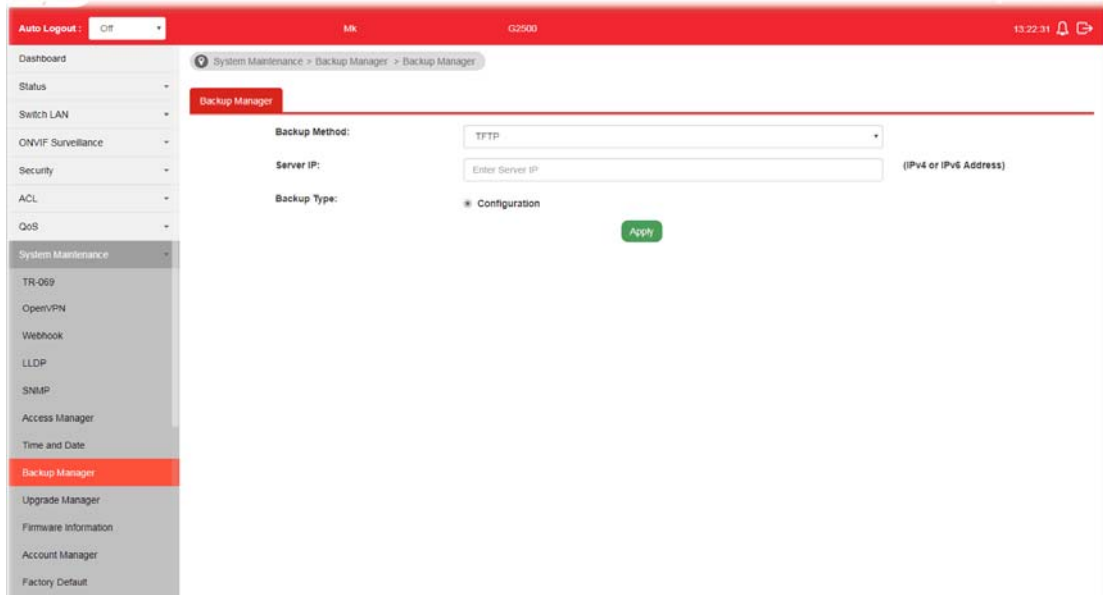 Auto Logout : Off Mk G2500 13:22:31
Dashboard
Status
Switch LAN
ONVIF Surveillance
Security
ACL
QoS
System Maintenance
TR-069
OpenVPN
Webhook
LLDP
SNMP
Access Manager
Time and Date
Backup Manager
Upgrade Manager
Firmware Information
Account Manager
Factory Default
System Maintenance > Backup Manager > Backup Manager
Backup Manager
Backup Method: TFTP
Server IP: Enter Server IP (IPv4 or IPv6 Address)
Backup Type: Configuration
Apply